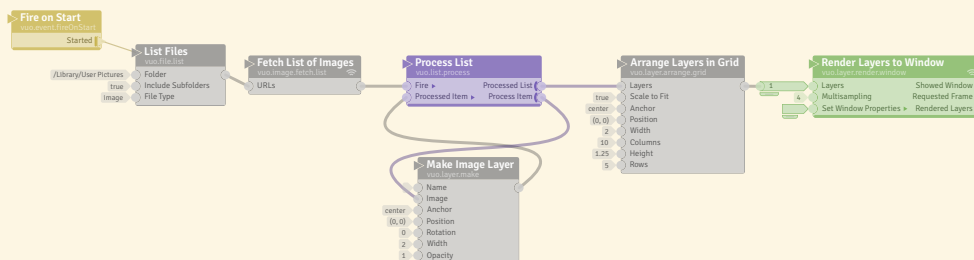 Fire on Start
vuo.event.fireOnStart
Started
List Files
vuo.file.list
/Library/User Pictures
Folder
true
Include Subfolders
image
File Type
Fetch List of Images
vuo.image.fetch.list
URLs
Process List
vuo.list.process
Fire
Processed List
Processed Item
Process Item
Make Image Layer
vuo.layer.make
Name
Image
center
Anchor
(0, 0)
Position
0
Rotation
2
Width
1
Opacity
Arrange Layers in Grid
vuo.layer.arrange.grid
Layers
true
Scale to Fit
center
Anchor
(0, 0)
Position
2
Width
10
Columns
1.25
Height
5
Rows
Render Layers to Window
vuo.layer.render.window
1
Layers
Showed Window
4
Multisampling
Requested Frame
Set Window Properties
Rendered Layers